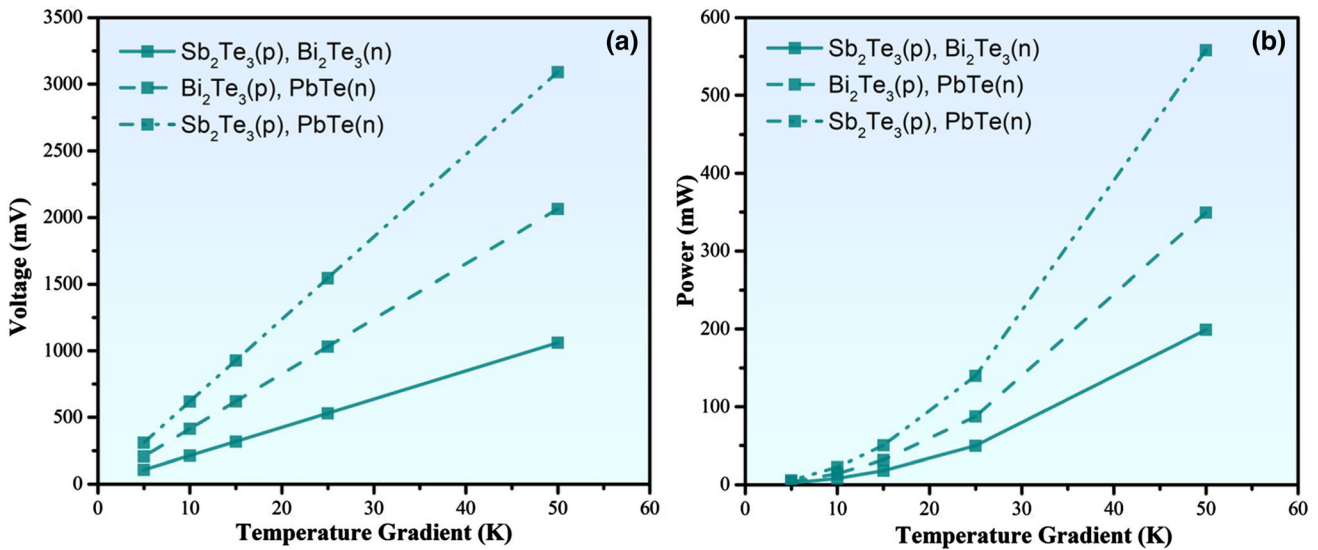 (a)
Sb₂Te₃(p), Bi₂Te₃(n)
Bi₂Te₃(p), PbTe(n)
Sb₂Te₃(p), PbTe(n)
3500
3000
2500
2000
1500
1000
500
0
Voltage (mV)
0 10 20 30 40 50 60
Temperature Gradient (K)
(b)
Sb₂Te₃(p), Bi₂Te₃(n)
Bi₂Te₃(p), PbTe(n)
Sb₂Te₃(p), PbTe(n)
600
500
400
300
200
100
0
Power (mW)
0 10 20 30 40 50 60
Temperature Gradient (K)